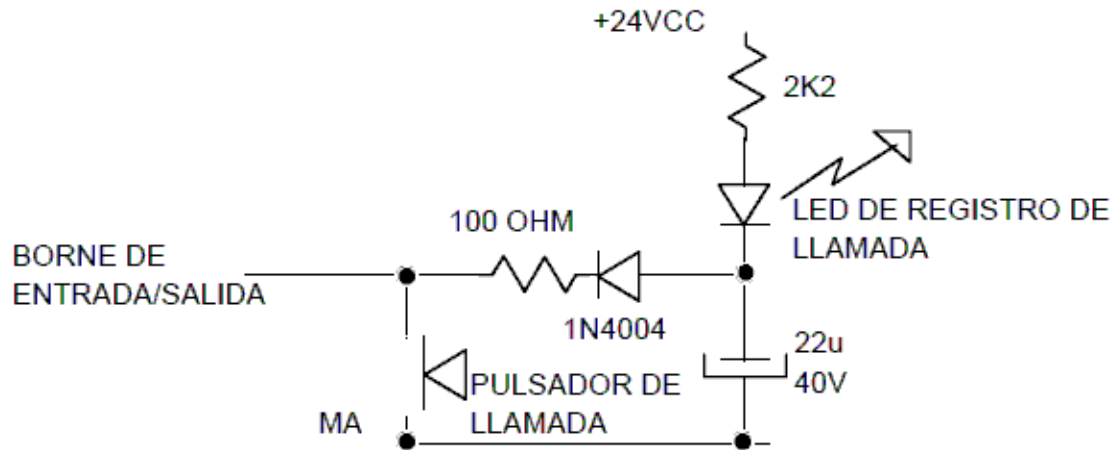 +24VCC
2K2
100 OHM
LED DE REGISTRO DE
LLAMADA
BORNE DE
ENTRADA/SALIDA
1N4004
22u
40V
PULSADOR DE
LLAMADA
MA